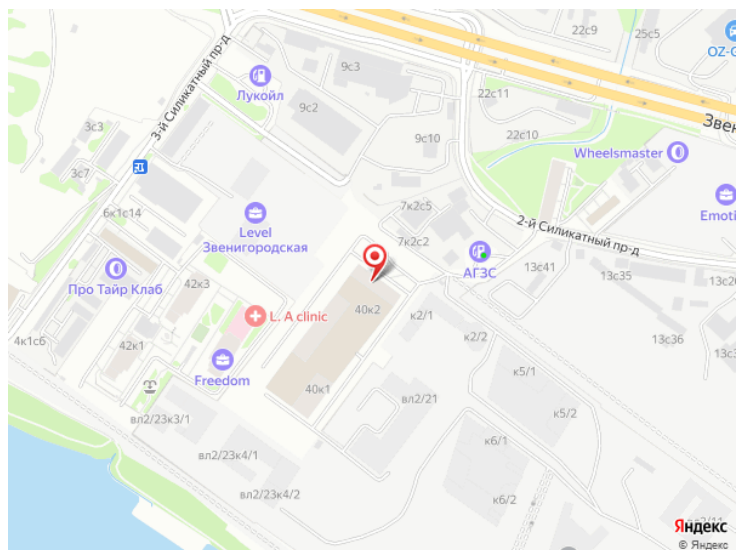 22с9
25с5
OZ-
9с3
3-й Силикатный пр-д
Лукойл
22с11
9с2
3с3
Звен
9с10
22с10
Wheelsmaster
3с7
7к2с5
Emoti
6к1с14
Level
Звенигородская
2-й Силикатный пр-д
7к2с2
АГЗС
13с41
13с35
Про Тайр Клаб
42к3
13с2
40к2
L. A clinic
к2/1
4к1с6
42к1
к2/2
13с36
Freedom
к5/1
40к1
вл2/21
вл2/23к3/1
к5/2
к6/1
вл2/23к4/1
вл2/23к4/2
к6/2
Яндекс
© Яндекс